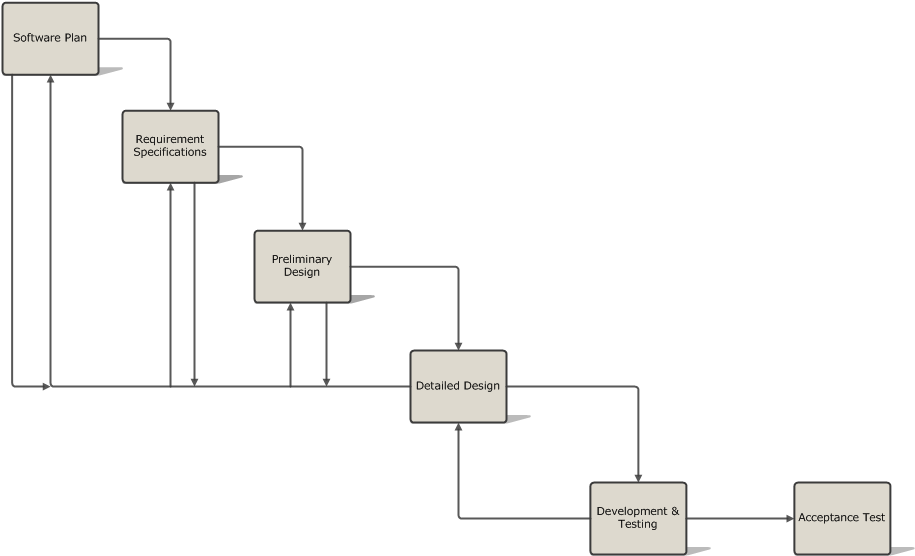 Software Plan
Requirement
Specifications
Preliminary
Design
Detailed Design
Development &
Testing
Acceptance Test